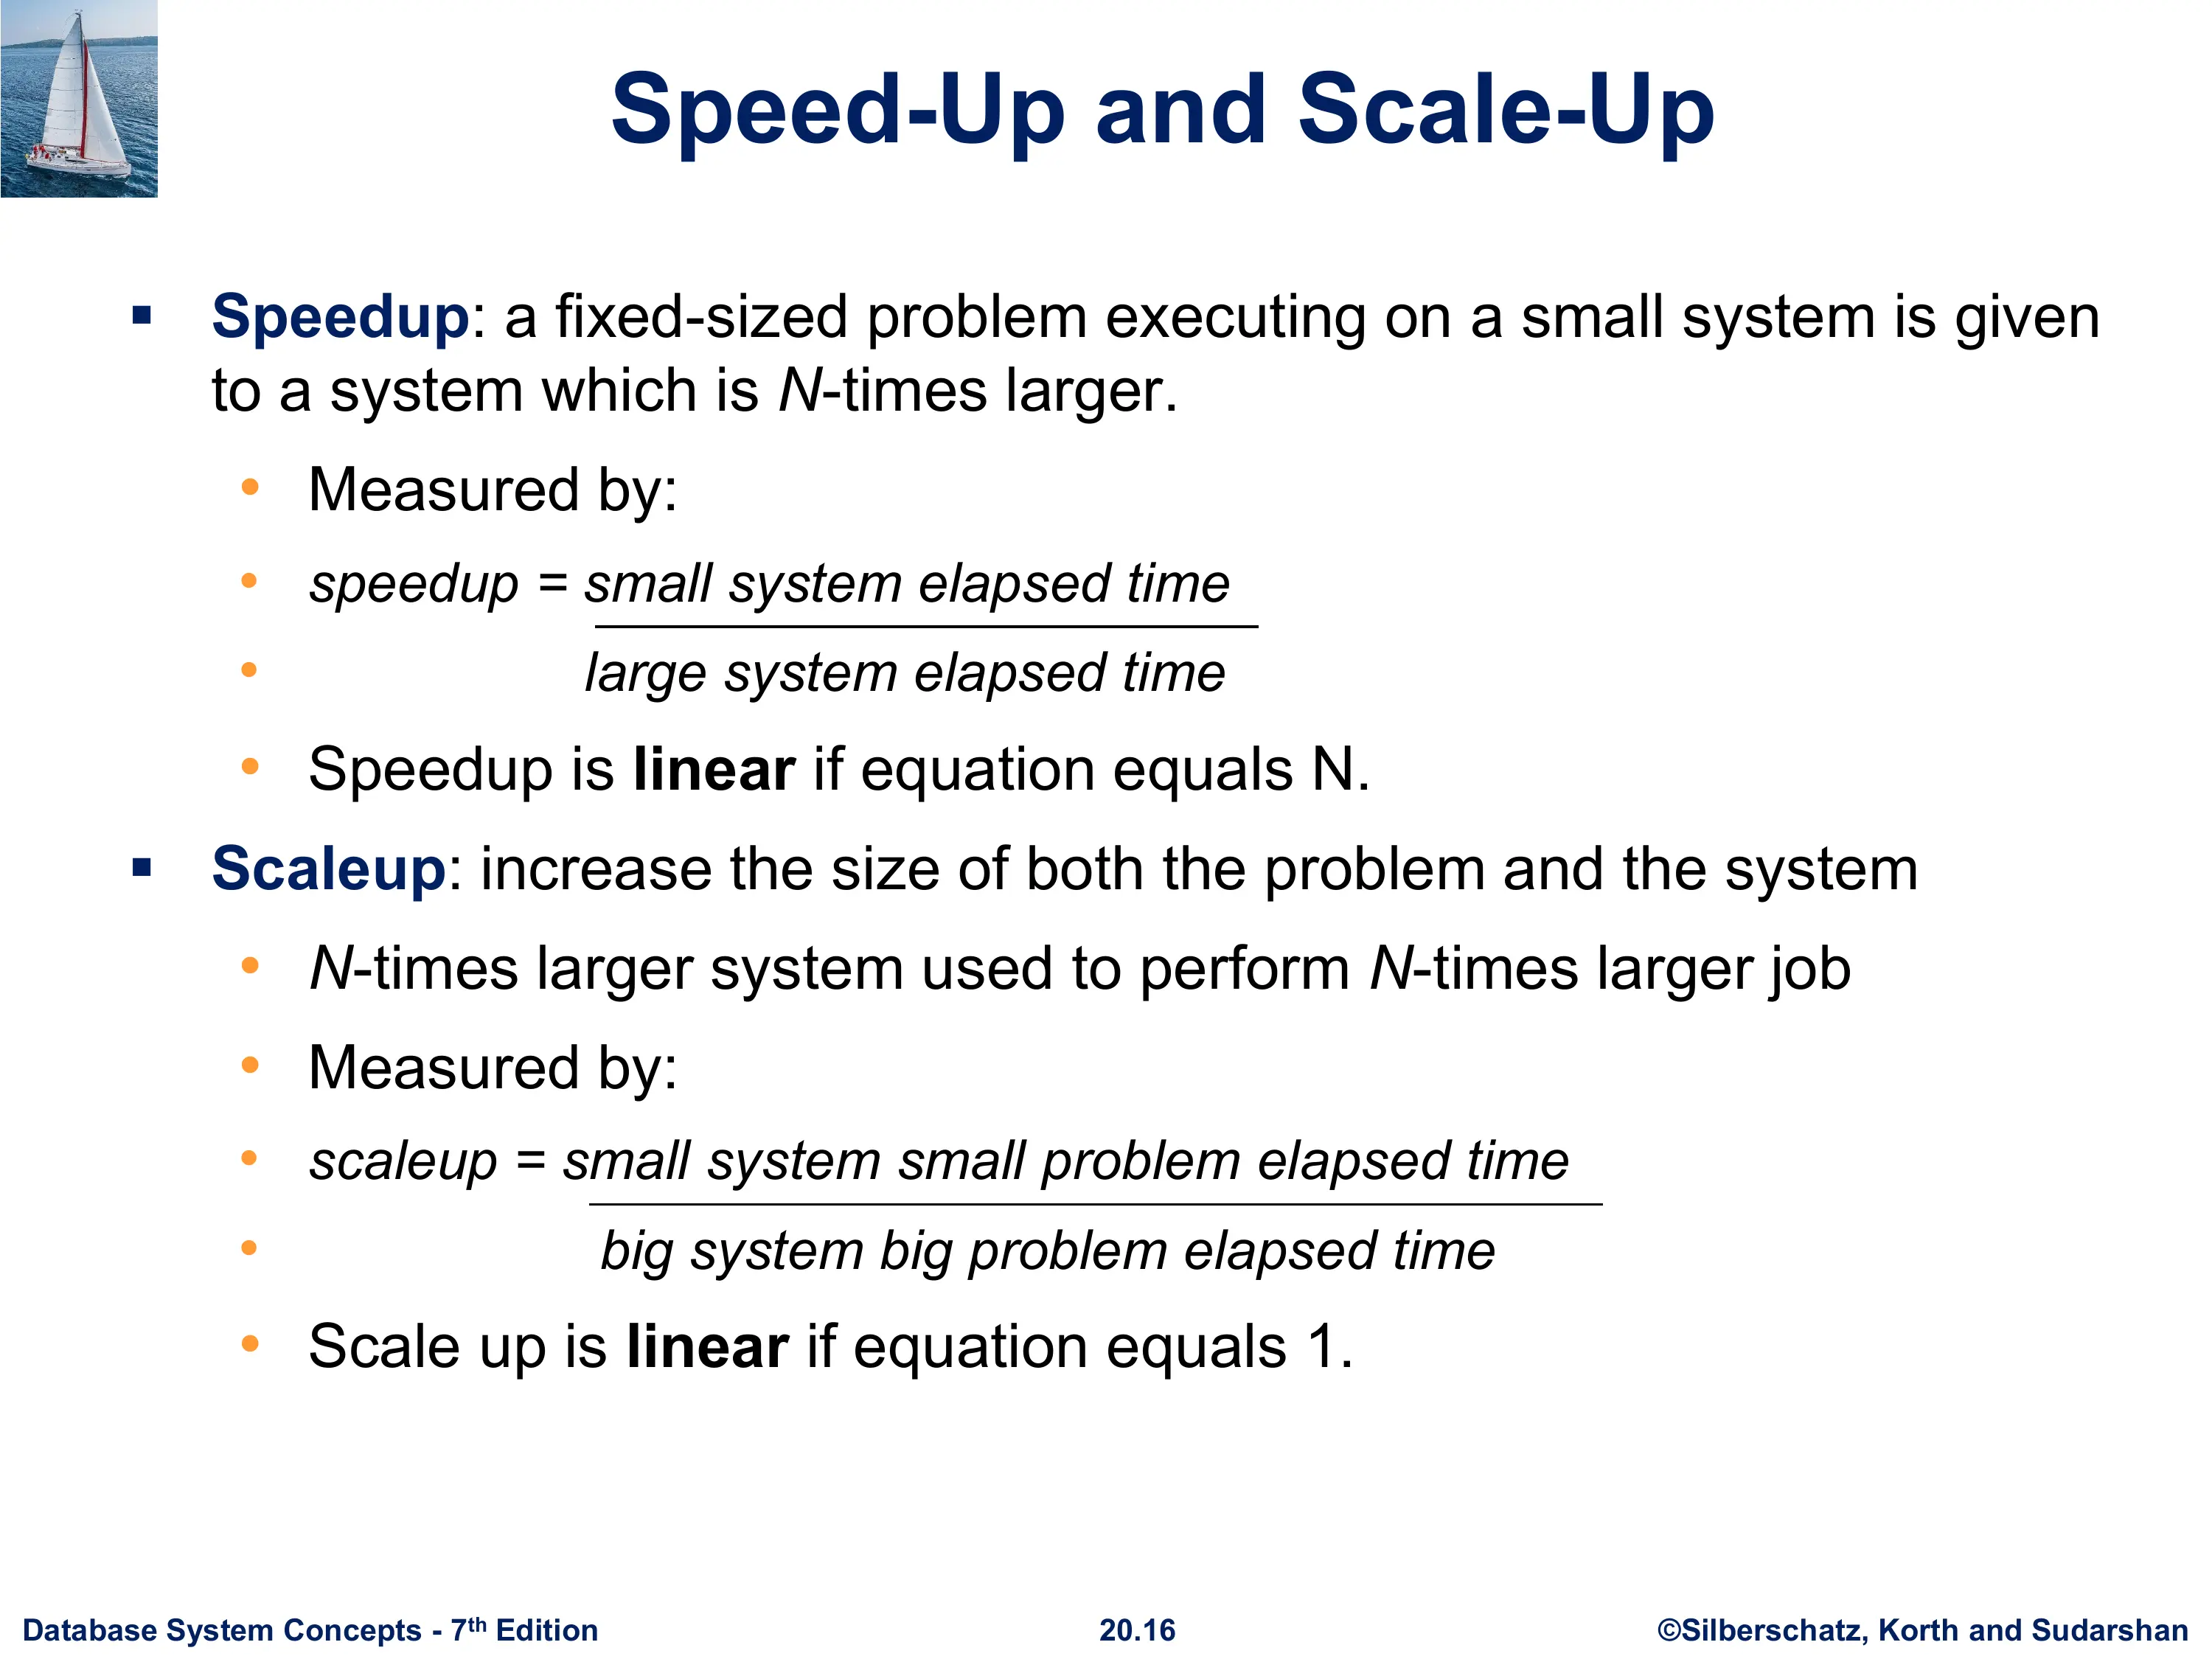 Speed-Up and Scale-Up
▪ Speedup: a fixed-sized problem executing on a small system is given
to a system which is N-times larger.
• Measured by:
• speedup = small system elapsed time
• large system elapsed time
• Speedup is linear if equation equals N.
▪ Scaleup: increase the size of both the problem and the system
• N-times larger system used to perform N-times larger job
• Measured by:
• scaleup = small system small problem elapsed time
• big system big problem elapsed time
• Scale up is linear if equation equals 1.
Database System Concepts - 7th Edition 20.16 ©Silberschatz, Korth and Sudarshan